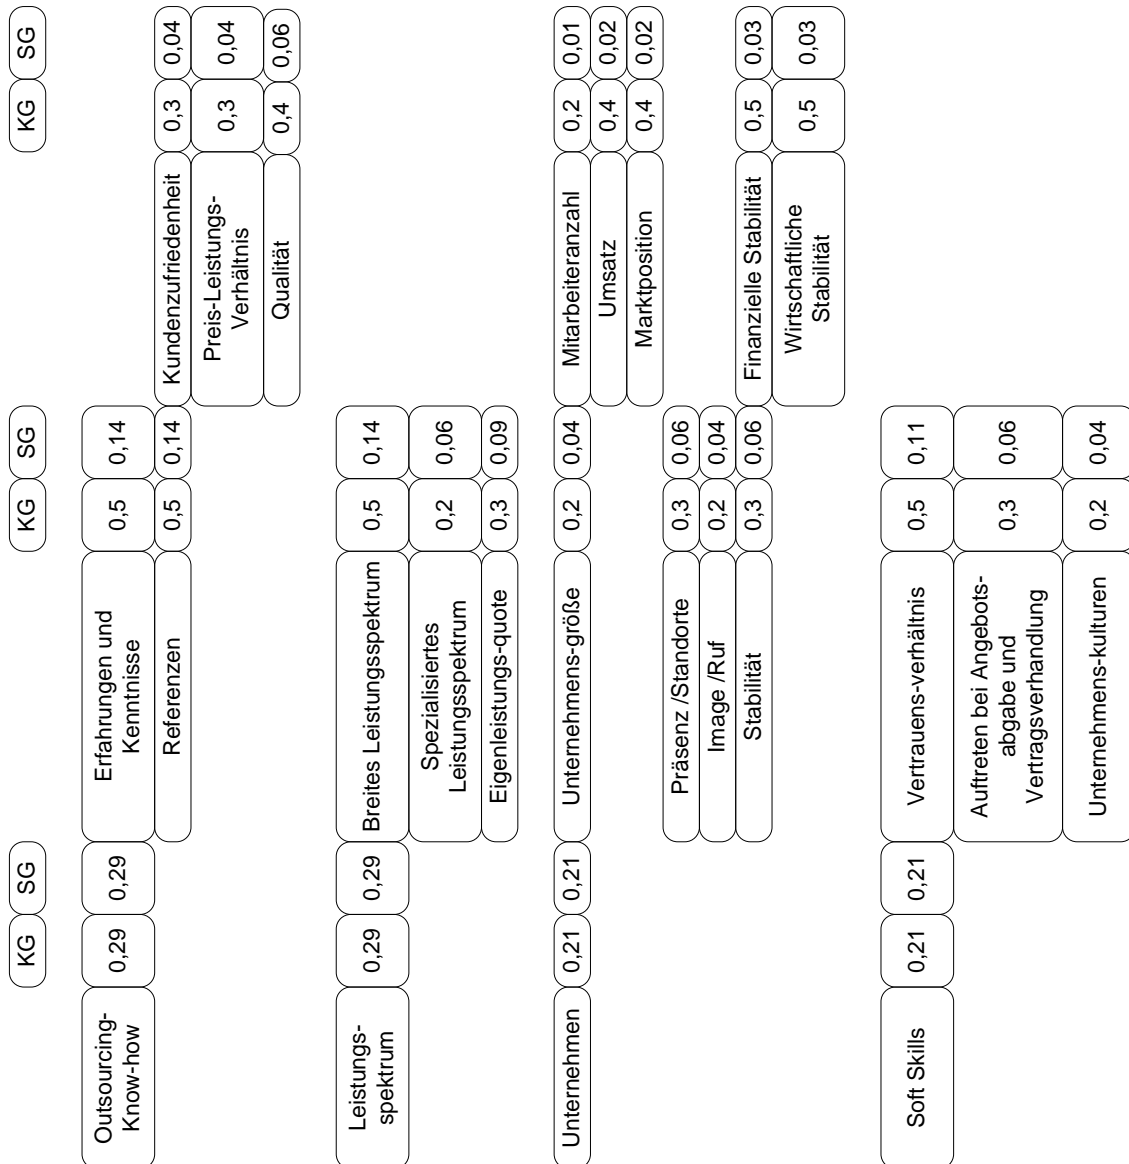 KG
SG
KG
SG
KG
SG
Outsourcing-
Know-how
0,29
0,29
Erfahrungen und
Kenntnisse
0,5
0,14
Referenzen
0,5
0,14
Kundenzufriedenheit
0,3
0,04
Preis-Leistungs-
Verhältnis
0,3
0,04
Qualität
0,4
0,06
Leistungs-
spektrum
0,29
0,29
Breites Leistungsspektrum
0,5
0,14
Spezialisiertes
Leistungsspektrum
0,2
0,06
Eigenleistungs-quote
0,3
0,09
Unternehmen
0,21
0,21
Unternehmens-größe
0,2
0,04
Mitarbeiteranzahl
0,2
0,01
Umsatz
0,4
0,02
Marktposition
0,4
0,02
Präsenz /Standorte
0,3
0,06
Image /Ruf
0,2
0,04
Stabilität
0,3
0,06
Finanzielle Stabilität
0,5
0,03
Wirtschaftliche
Stabilität
0,5
0,03
Soft Skills
0,21
0,21
Vertrauens-verhältnis
0,5
0,11
Auftreten bei Angebots-
abgabe und
Vertragsverhandlung
0,3
0,06
Unternehmens-kulturen
0,2
0,04